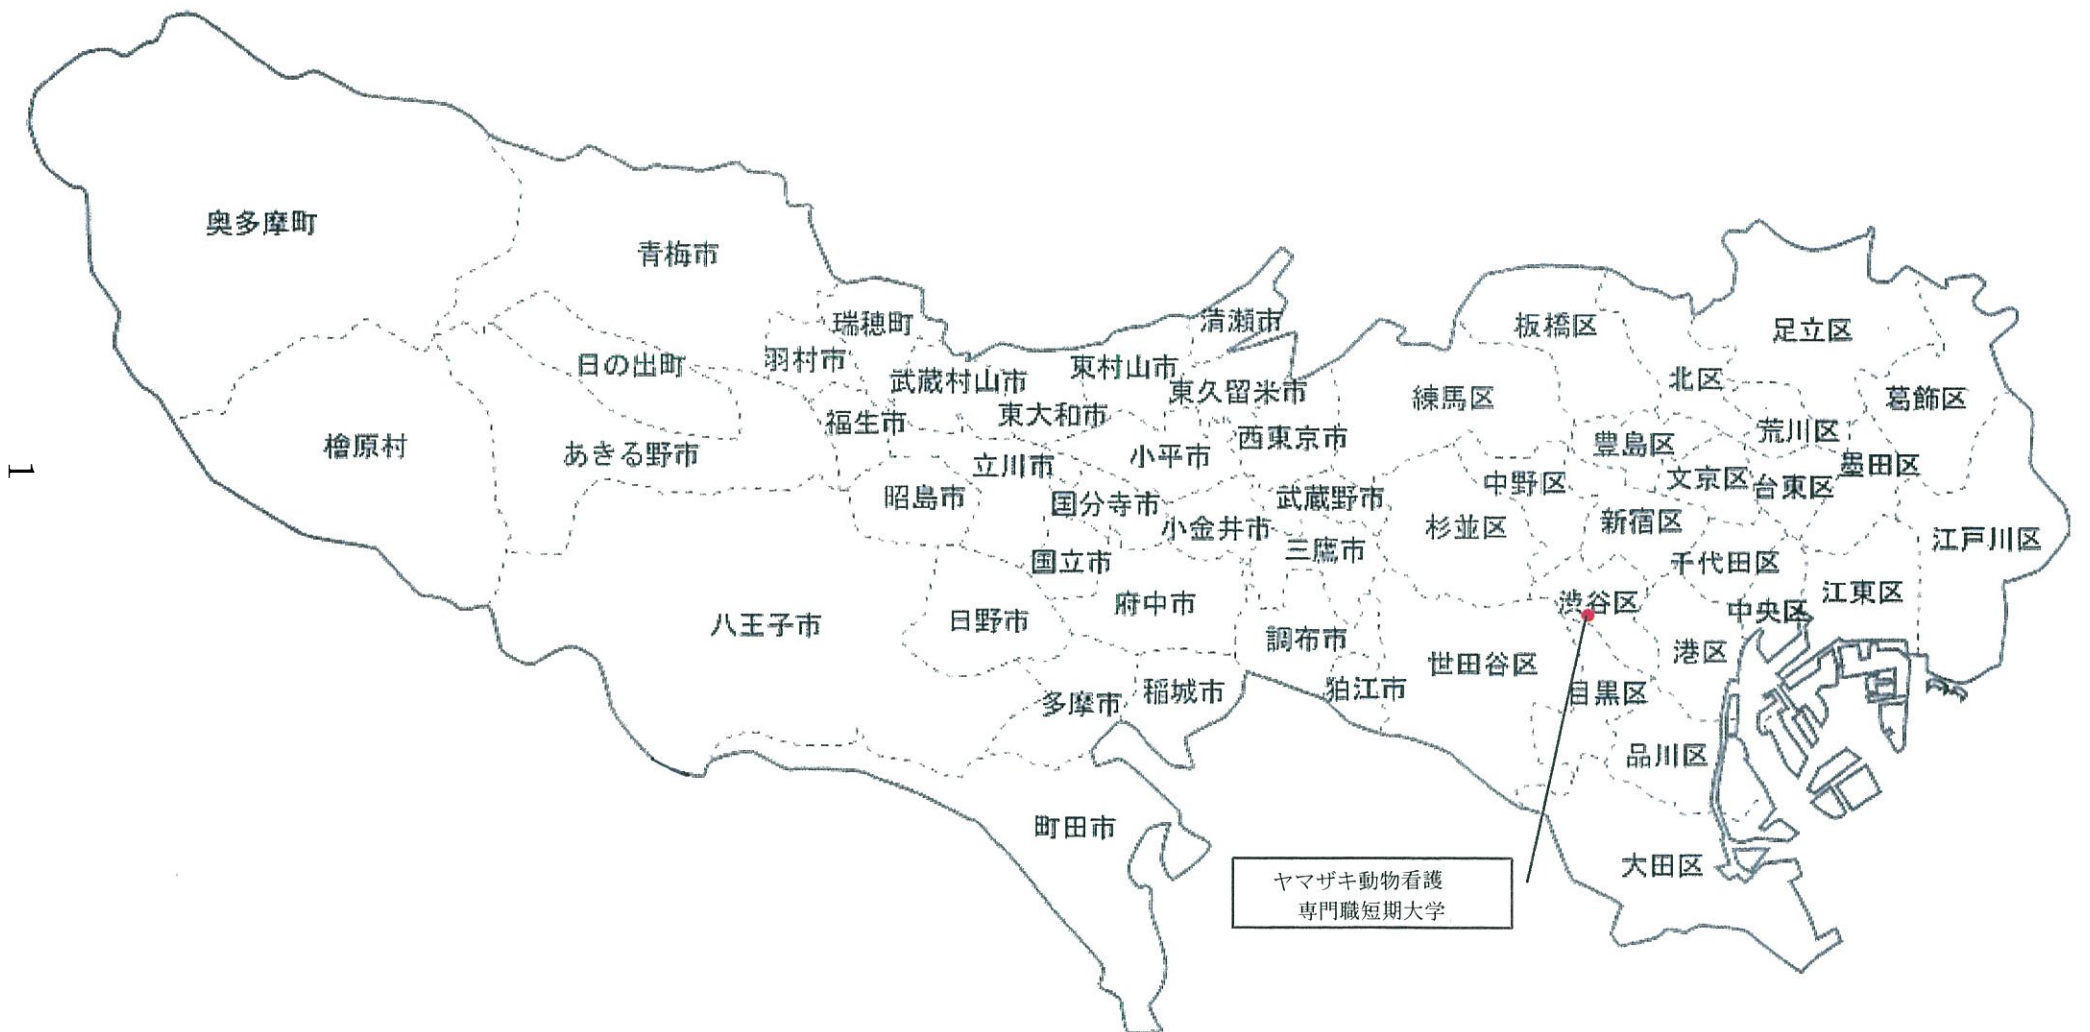 奥多摩町
青梅市
瑞穂町
清瀬市
板橋区
足立区
日の出町
羽村市
武蔵村山市
東村山市
東久留米市
練馬区
北区
葛飾区
檜原村
あきる野市
福生市
東大和市
立川市
小平市
西東京市
豊島区
荒川区
昭島市
国分寺市
武蔵野市
中野区
文京区
台東区
墨田区
小金井市
杉並区
新宿区
国立市
三鷹市
千代田区
江戸川区
八王子市
日野市
府中市
調布市
渋谷区
中央区
江東区
世田谷区
港区
多摩市
稲城市
狛江市
目黒区
品川区
町田市
大田区
ヤマザキ動物看護
専門職短期大学
1